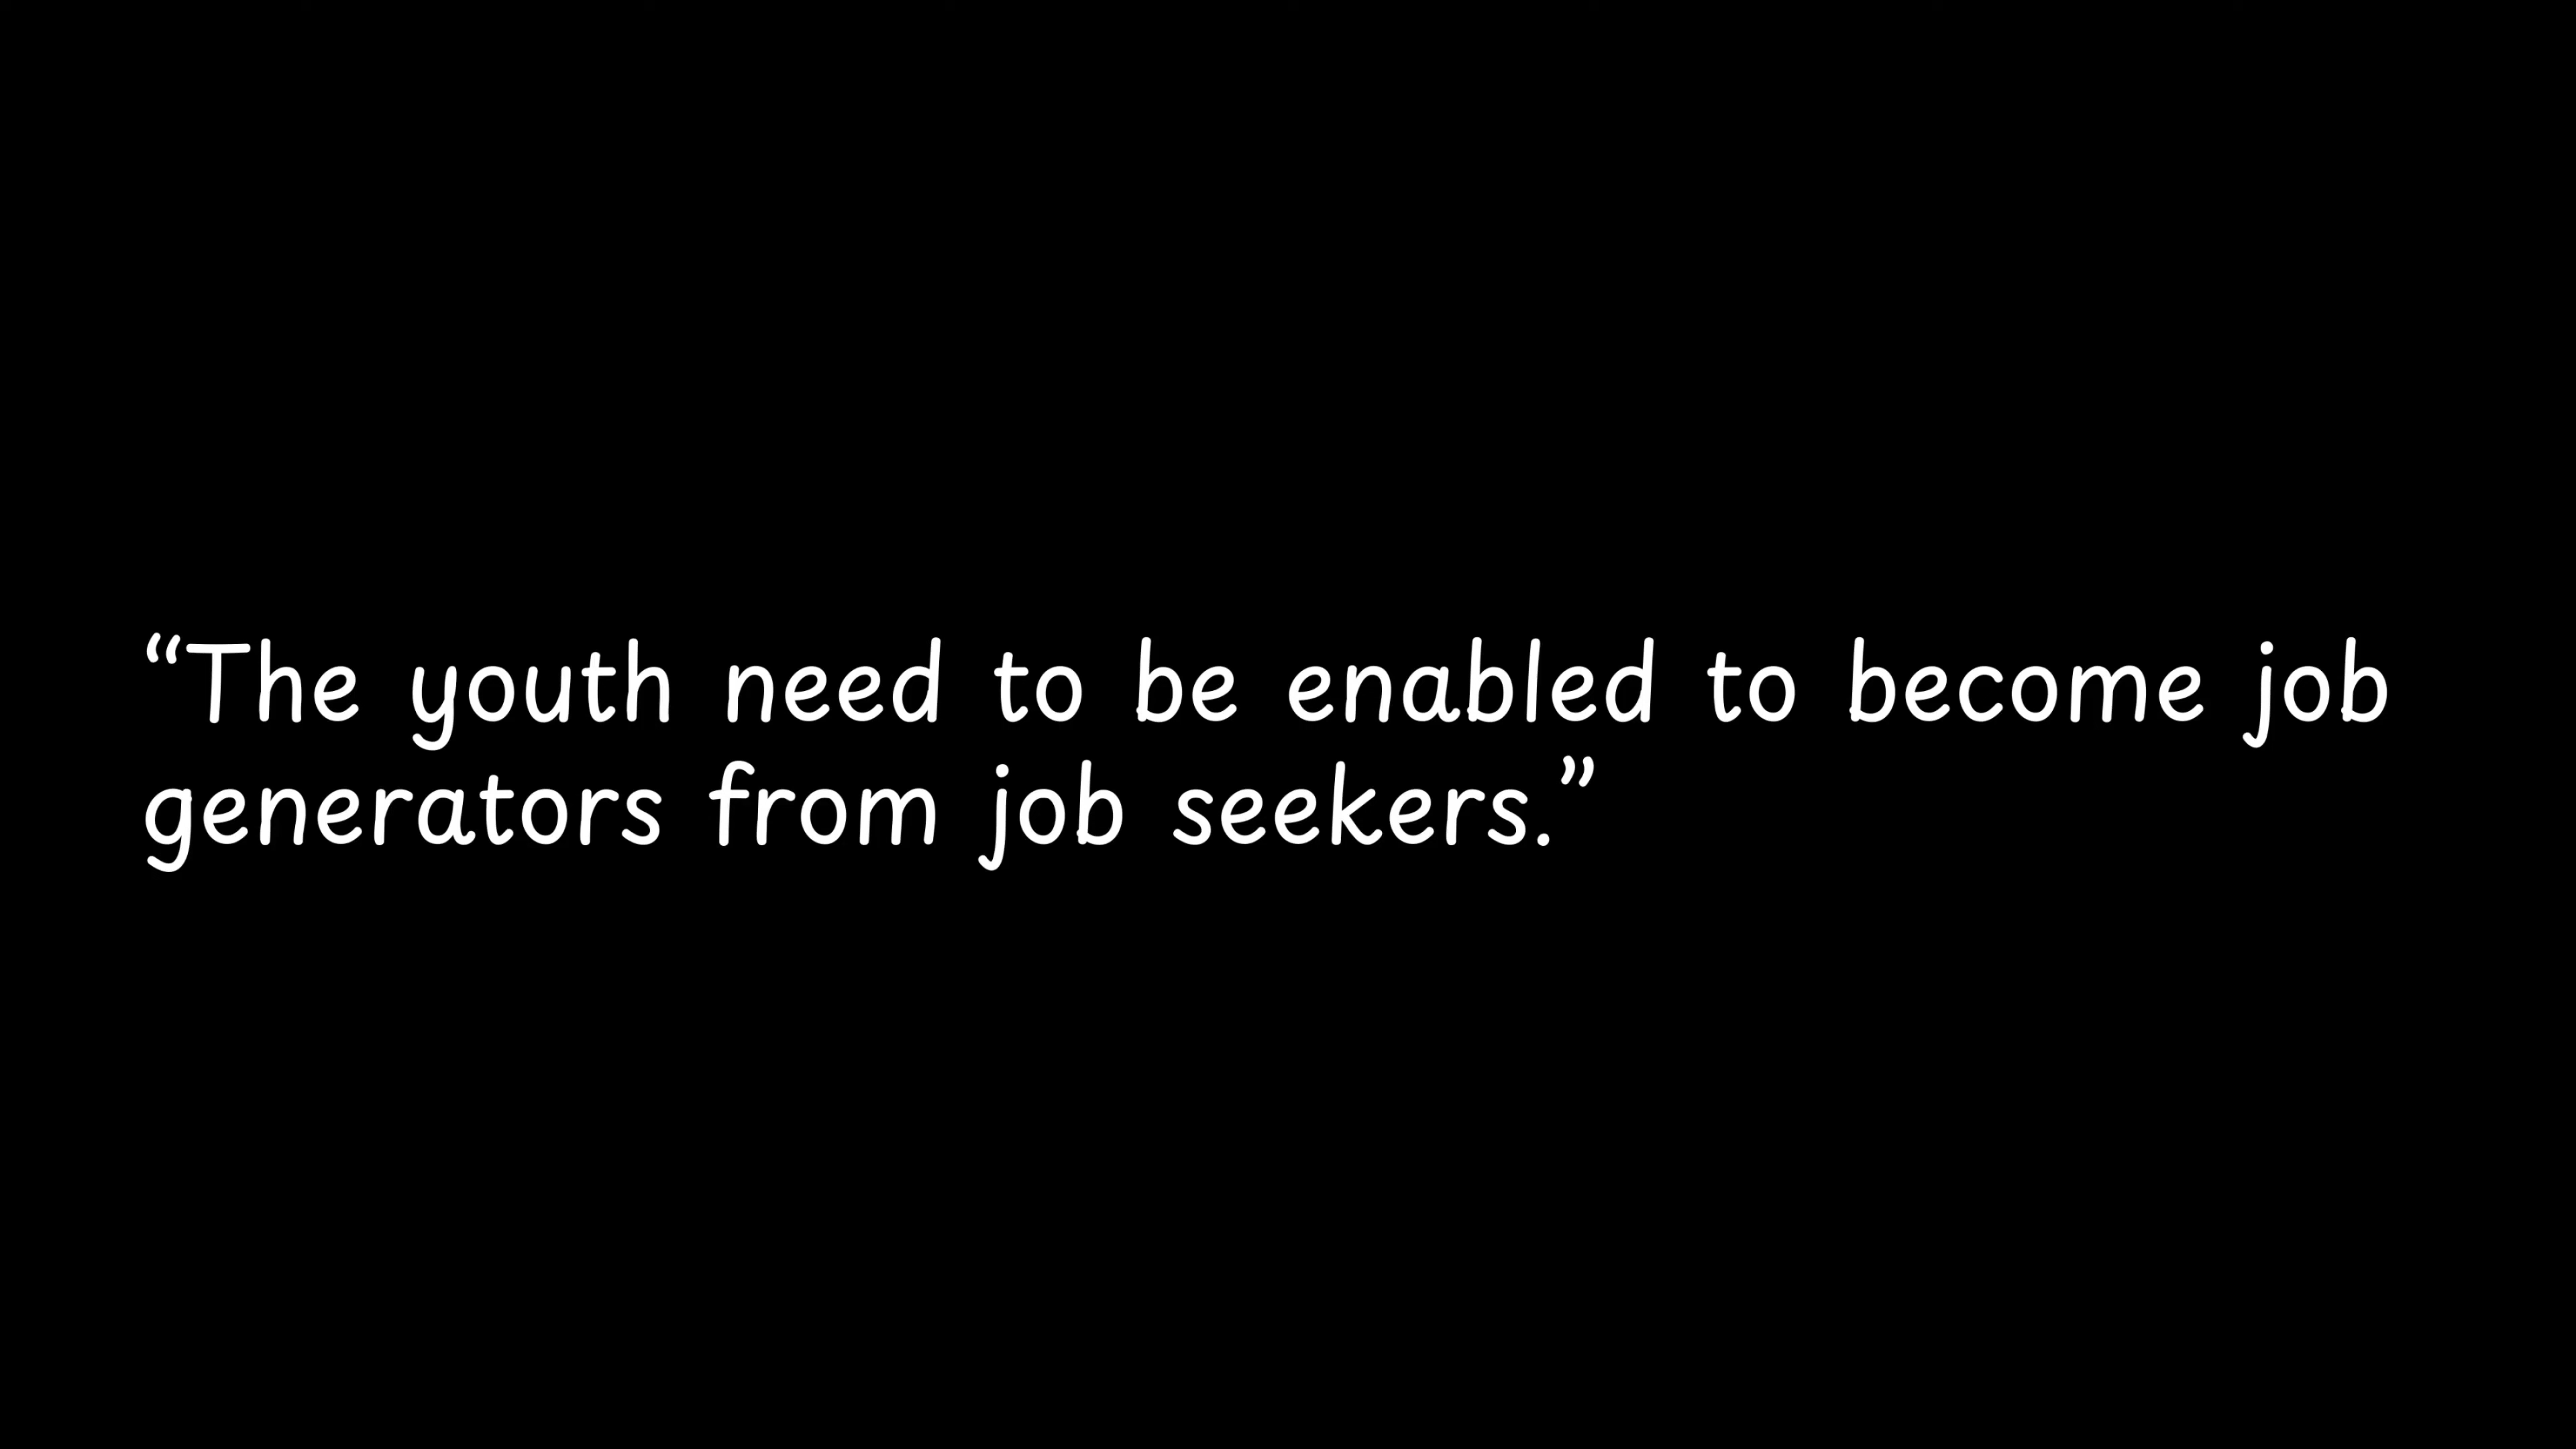 “The youth need to be enabled to become job
generators from job seekers.”